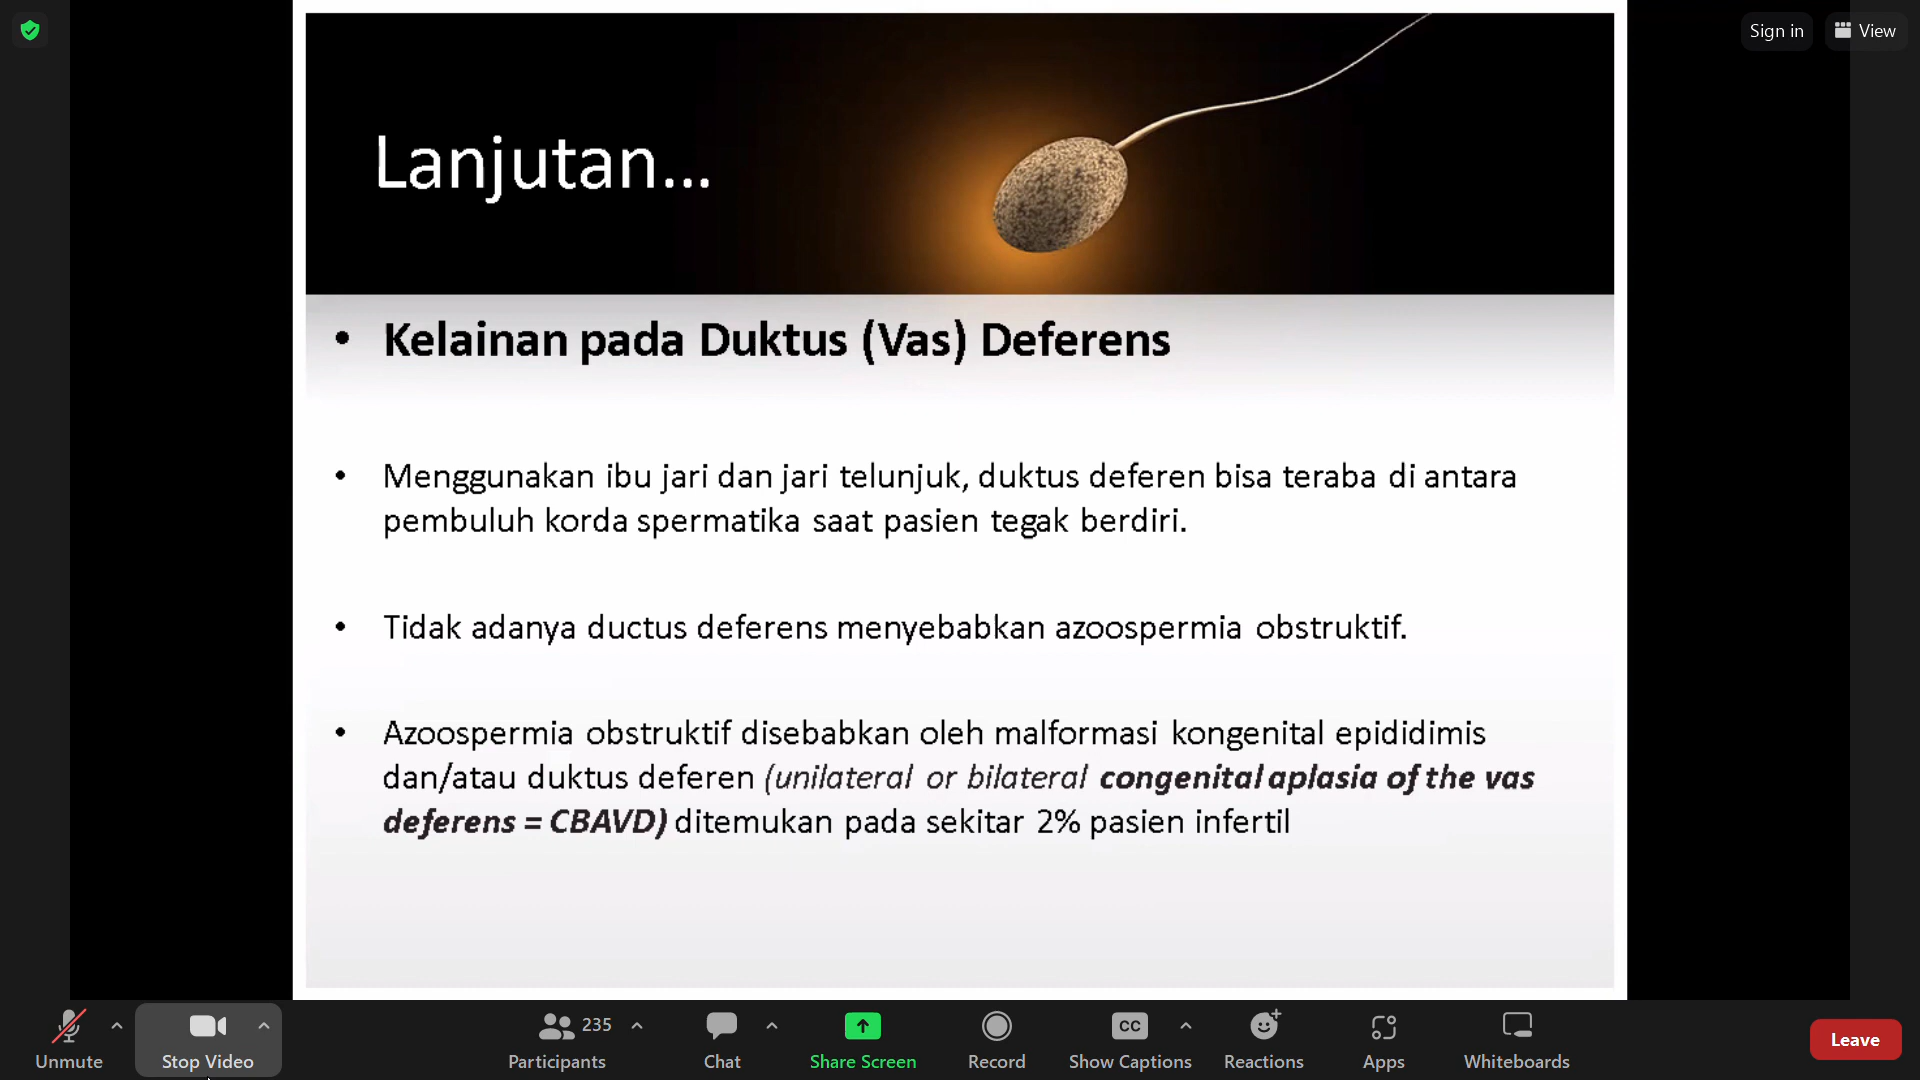 Sign in
View
Lanjutan...
• Kelainan pada Duktus (Vas) Deferens
• Menggunakan ibu jari dan jari telunjuk, duktus deferen bisa teraba di antara
pembuluh korda spermatika saat pasien tegak berdiri.
• Tidak adanya ductus deferens menyebabkan azoospermia obstruktif.
• Azoospermia obstruktif disebabkan oleh malformasi kongenital epididimis
dan/atau duktus deferen (unilateral or bilateral congenital aplasia of the vas
deferens = CBAVD) ditemukan pada sekitar 2% pasien infertil
235
CC
Unmute
Stop Video
Participants
Chat
Share Screen
Record
Show Captions
Reactions
Apps
Whiteboards
Leave